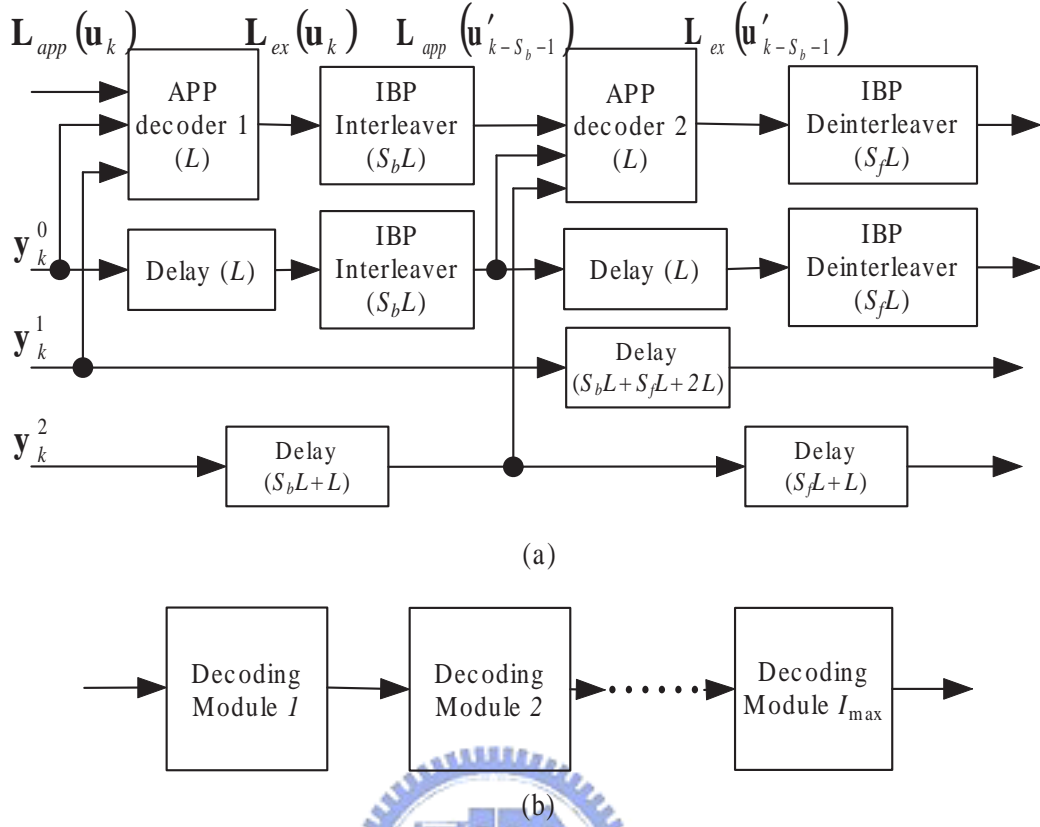 L_app(u_k) L_ex(u_k) L_app(u′_{k−S_b−1}) L_ex(u′_{k−S_b−1})
APP
decoder 1
(L)
IBP
Interleaver
(S_bL)
APP
decoder 2
(L)
IBP
Deinterleaver
(S_fL)
y_k^0
Delay (L)
IBP
Interleaver
(S_bL)
Delay (L)
IBP
Deinterleaver
(S_fL)
y_k^1
Delay
(S_bL+S_fL+2L)
y_k^2
Delay
(S_bL+L)
Delay
(S_fL+L)
(a)
Decoding
Module 1
Decoding
Module 2
......
Decoding
Module I_max
(b)